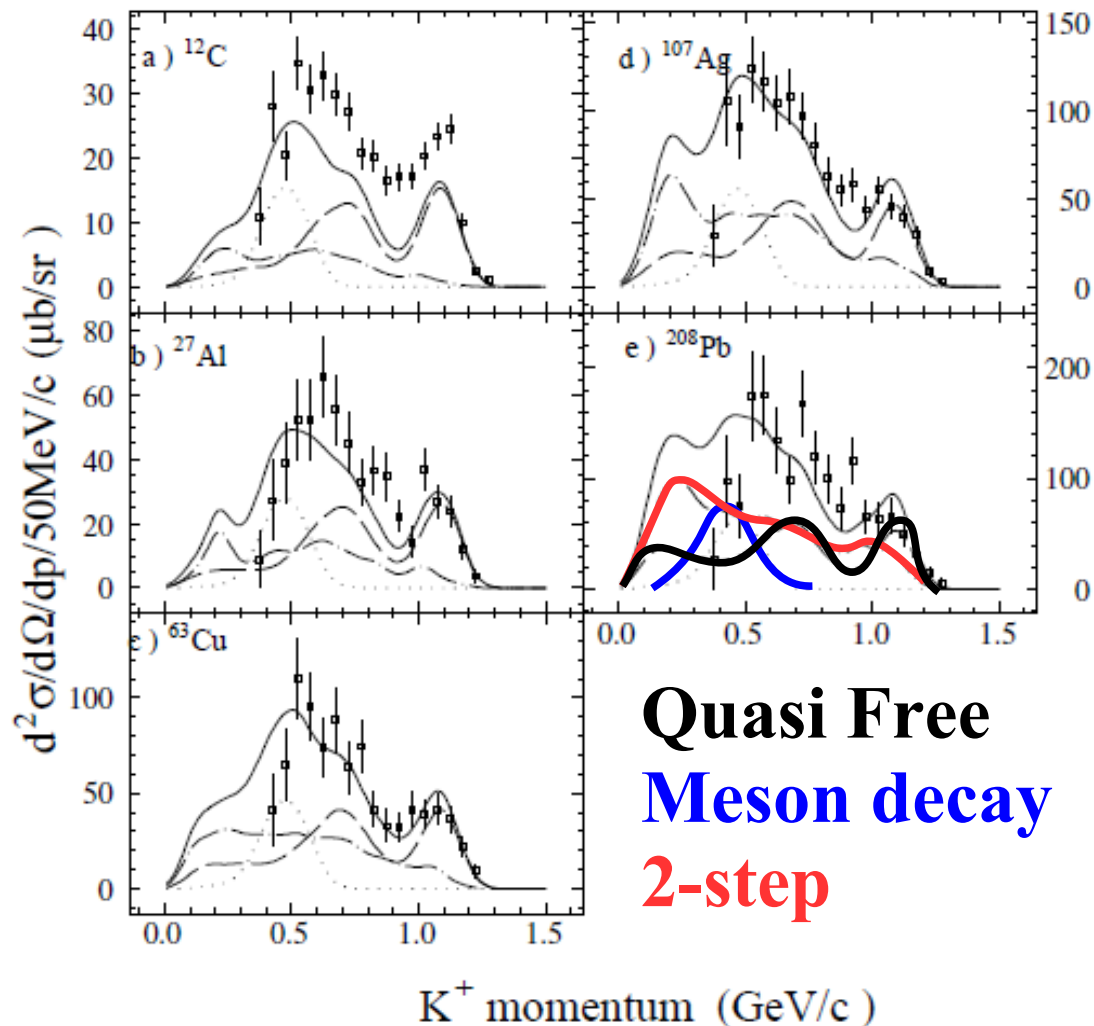 a ) ¹²C
40
30
20
10
0
d ) ¹⁰⁷Ag
150
100
50
0
b ) ²⁷Al
80
60
40
20
0
e ) ²⁰⁸Pb
200
100
0
0.0 0.5 1.0 1.5
c ) ⁶³Cu
100
50
0
0.0 0.5 1.0 1.5
d²σ/dΩ/dp/50MeV/c (μb/sr )
K⁺ momentum (GeV/c )
Quasi Free
Meson decay
2-step